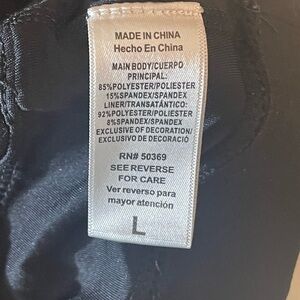 MADE IN CHINA
Hecho En China
MAIN BODY/CUERPO
PRINCIPAL:
85%POLYESTER/POLIESTER
15%SPANDEX/SPANDEX
LINER/TRANSATÁNTICO:
92%POLYESTER/POLIESTER
8%SPANDEX/SPANDEX
EXCLUSIVE OF DECORATION/
EXCLUSIVO DE DECORACIÓ
RN# 50369
SEE REVERSE
FOR CARE
Ver reverso para
mayor atención
L